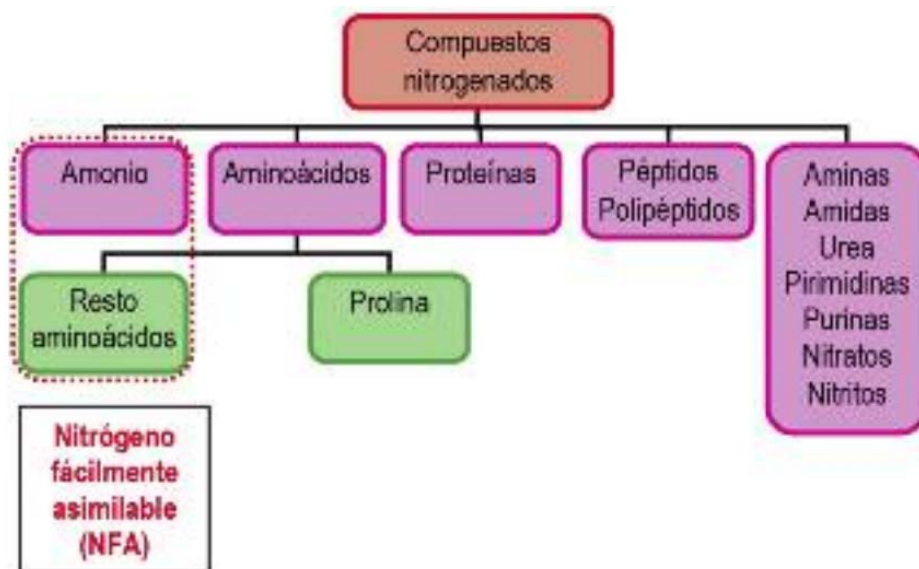 Compuestos
nitrogenados
Amonio
Aminoácidos
Proteínas
Péptidos
Polipéptidos
Aminas
Amidas
Urea
Pirimidinas
Purinas
Nitratos
Nitritos
Resto
aminoácidos
Prolina
Nitrógeno
fácilmente
asimilable
(NFA)